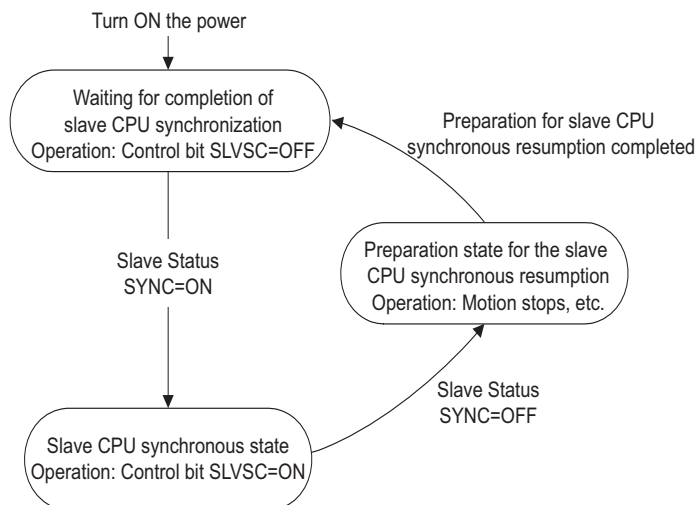 Turn ON the power
Waiting for completion of
slave CPU synchronization
Operation: Control bit SLVSC=OFF
Preparation for slave CPU
synchronous resumption completed
Slave Status
SYNC=ON
Preparation state for the slave
CPU synchronous resumption
Operation: Motion stops, etc.
Slave Status
SYNC=OFF
Slave CPU synchronous state
Operation: Control bit SLVSC=ON